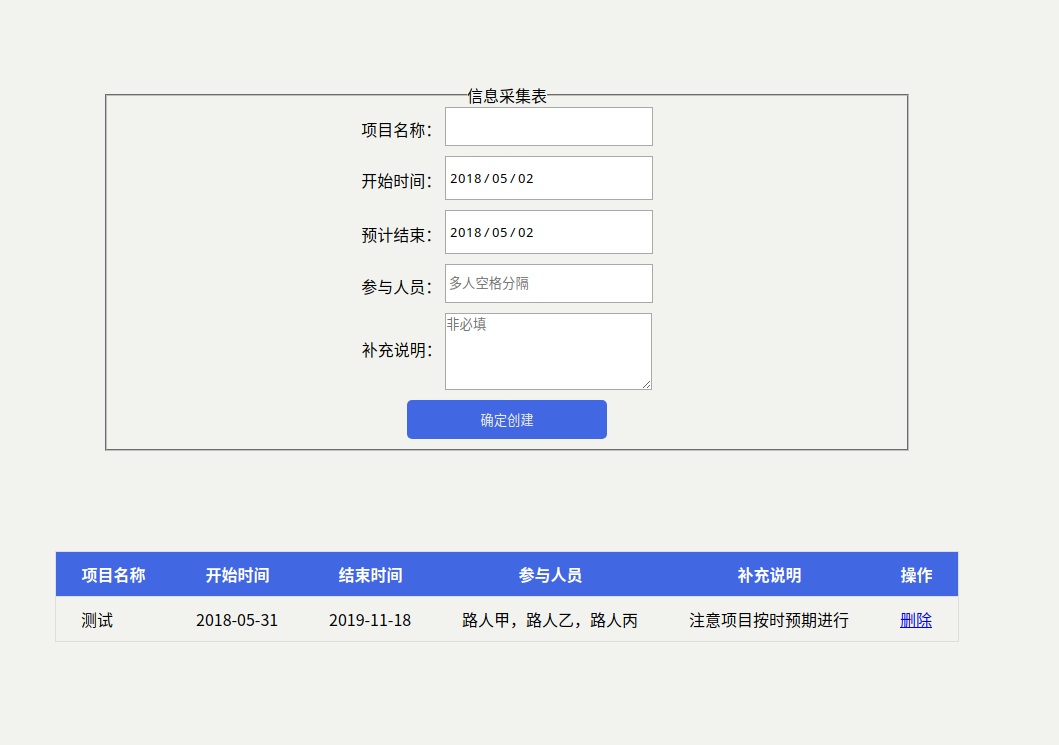 信息采集表
项目名称：
开始时间： 2018/05/02
预计结束： 2018/05/02
参与人员： 多人空格分隔
补充说明： 非必填
确定创建
项目名称 开始时间 结束时间 参与人员 补充说明 操作
测试 2018-05-31 2019-11-18 路人甲，路人乙，路人丙 注意项目按时预期进行 删除